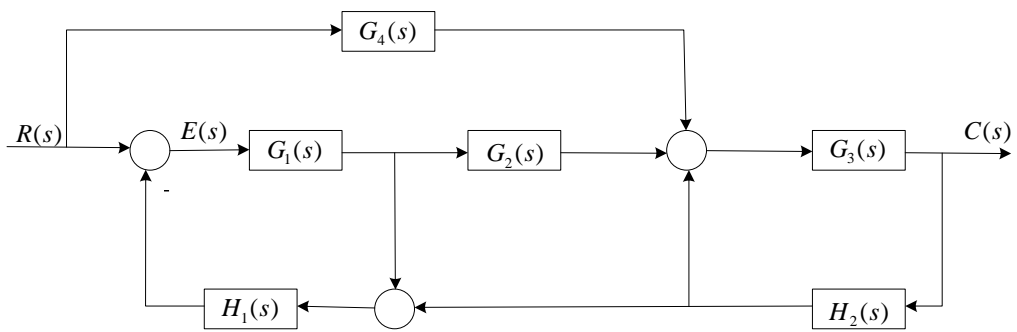 G₄(s)
R(s)
E(s)
G₁(s)
G₂(s)
G₃(s)
C(s)
-
H₁(s)
H₂(s)